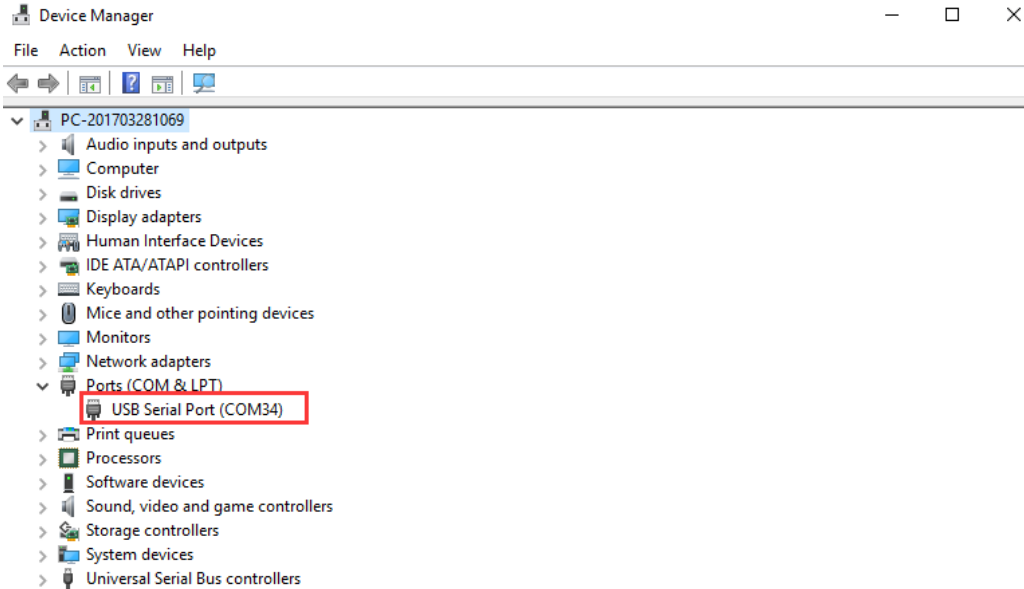 Device Manager
File Action View Help
PC-201703281069
Audio inputs and outputs
Computer
Disk drives
Display adapters
Human Interface Devices
IDE ATA/ATAPI controllers
Keyboards
Mice and other pointing devices
Monitors
Network adapters
Ports (COM & LPT)
USB Serial Port (COM34)
Print queues
Processors
Software devices
Sound, video and game controllers
Storage controllers
System devices
Universal Serial Bus controllers